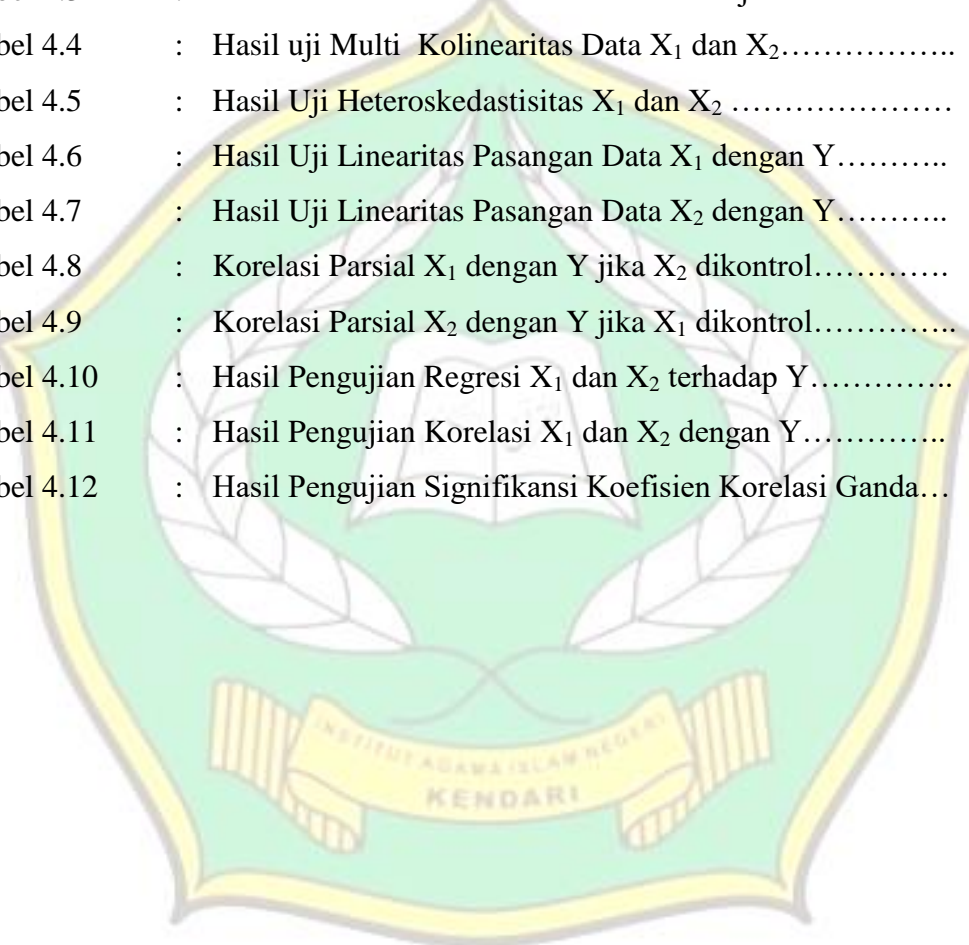 bel 4.4 : Hasil uji Multi Kolinearitas Data X₁ dan X₂……………..
bel 4.5 : Hasil Uji Heteroskedastisitas X₁ dan X₂ …………………
bel 4.6 : Hasil Uji Linearitas Pasangan Data X₁ dengan Y………..
bel 4.7 : Hasil Uji Linearitas Pasangan Data X₂ dengan Y………..
bel 4.8 : Korelasi Parsial X₁ dengan Y jika X₂ dikontrol………….
bel 4.9 : Korelasi Parsial X₂ dengan Y jika X₁ dikontrol…………..
bel 4.10 : Hasil Pengujian Regresi X₁ dan X₂ terhadap Y…………..
bel 4.11 : Hasil Pengujian Korelasi X₁ dan X₂ dengan Y…………..
bel 4.12 : Hasil Pengujian Signifikansi Koefisien Korelasi Ganda…
INSTITUT AGAMA ISLAM NEGERI
KENDARI